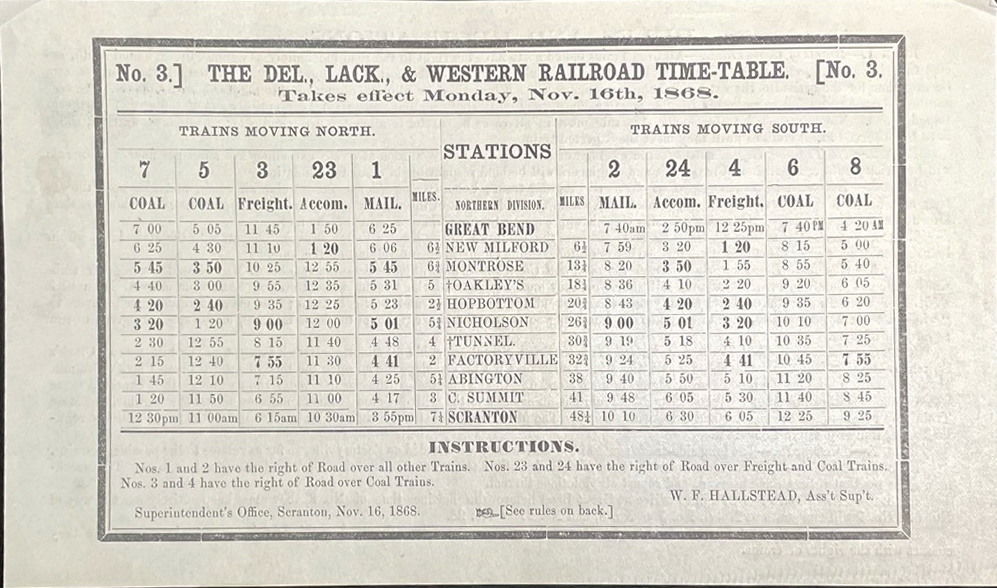 No. 3.] THE DEL., LACK., & WESTERN RAILROAD TIME-TABLE. [No. 3.
Takes effect Monday, Nov. 16th, 1868.
TRAINS MOVING NORTH. STATIONS TRAINS MOVING SOUTH.
7 5 3 23 1 2 24 4 6 8
COAL COAL Freight. Accom. MAIL. MILES. NORTHERN DIVISION. MILES MAIL. Accom. Freight. COAL COAL
7 00 5 05 11 45 1 50 6 25 GREAT BEND 7 40am 2 50pm 12 25pm 7 40PM 4 20AM
6 25 4 30 11 10 1 20 6 06 6½ NEW MILFORD 6½ 7 59 3 20 1 20 8 15 5 00
5 45 3 50 10 25 12 55 5 45 6¾ MONTROSE 13¼ 8 20 3 50 1 55 8 55 5 40
4 40 3 00 9 55 12 35 5 31 5 †OAKLEY'S 18¼ 8 36 4 10 2 20 9 20 6 05
4 20 2 40 9 35 12 25 5 23 2½ HOPBOTTOM 20¾ 8 43 4 20 2 40 9 35 6 20
3 20 1 20 9 00 12 00 5 01 5¾ NICHOLSON 26¾ 9 00 5 01 3 20 10 10 7 00
2 30 12 55 8 15 11 40 4 48 4 †TUNNEL. 30¾ 9 19 5 18 4 10 10 35 7 25
2 15 12 40 7 55 11 30 4 41 2 FACTORYVILLE 32¾ 9 24 5 25 4 41 10 45 7 55
1 45 12 10 7 15 11 10 4 25 5¼ ABINGTON 38 9 40 5 50 5 10 11 20 8 25
1 20 11 50 6 55 11 00 4 17 3 C. SUMMIT 41 9 48 6 05 5 30 11 40 8 45
12 30pm 11 00am 6 15am 10 30am 3 55pm 7¼ SCRANTON 48¼ 10 10 6 30 6 05 12 25 9 25
INSTRUCTIONS.
Nos. 1 and 2 have the right of Road over all other Trains. Nos. 23 and 24 have the right of Road over Freight and Coal Trains.
Nos. 3 and 4 have the right of Road over Coal Trains.
W. F. HALLSTEAD, Ass't Sup't.
Superintendent's Office, Scranton, Nov. 16, 1868. [See rules on back.]